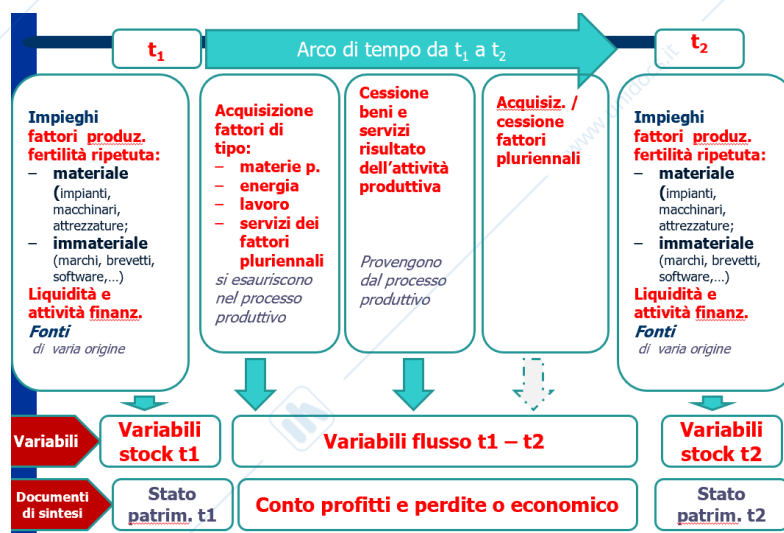 t1
Arco di tempo da t1 a t2
t2
Impieghi
fattori produz.
fertilità ripetuta:
– materiale
(impianti,
macchinari,
attrezzature;
– immateriale
(marchi, brevetti,
software,…)
Liquidità e
attività finanz.
Fonti
di varia origine
Acquisizione
fattori di
tipo:
– materie p.
– energia
– lavoro
– servizi dei
fattori
pluriennali
si esauriscono
nel processo
produttivo
Cessione
beni e
servizi
risultato
dell'attività
produttiva
Provengono
dal processo
produttivo
Acquisiz. /
cessione
fattori
pluriennali
Impieghi
fattori produz.
fertilità ripetuta:
– materiale
(impianti,
macchinari,
attrezzature;
– immateriale
(marchi, brevetti,
software,…)
Liquidità e
attività finanz.
Fonti
di varia origine
Variabili
Variabili
stock t1
Variabili flusso t1 – t2
Variabili
stock t2
Documenti
di sintesi
Stato
patrim. t1
Conto profitti e perdite o economico
Stato
patrim. t2